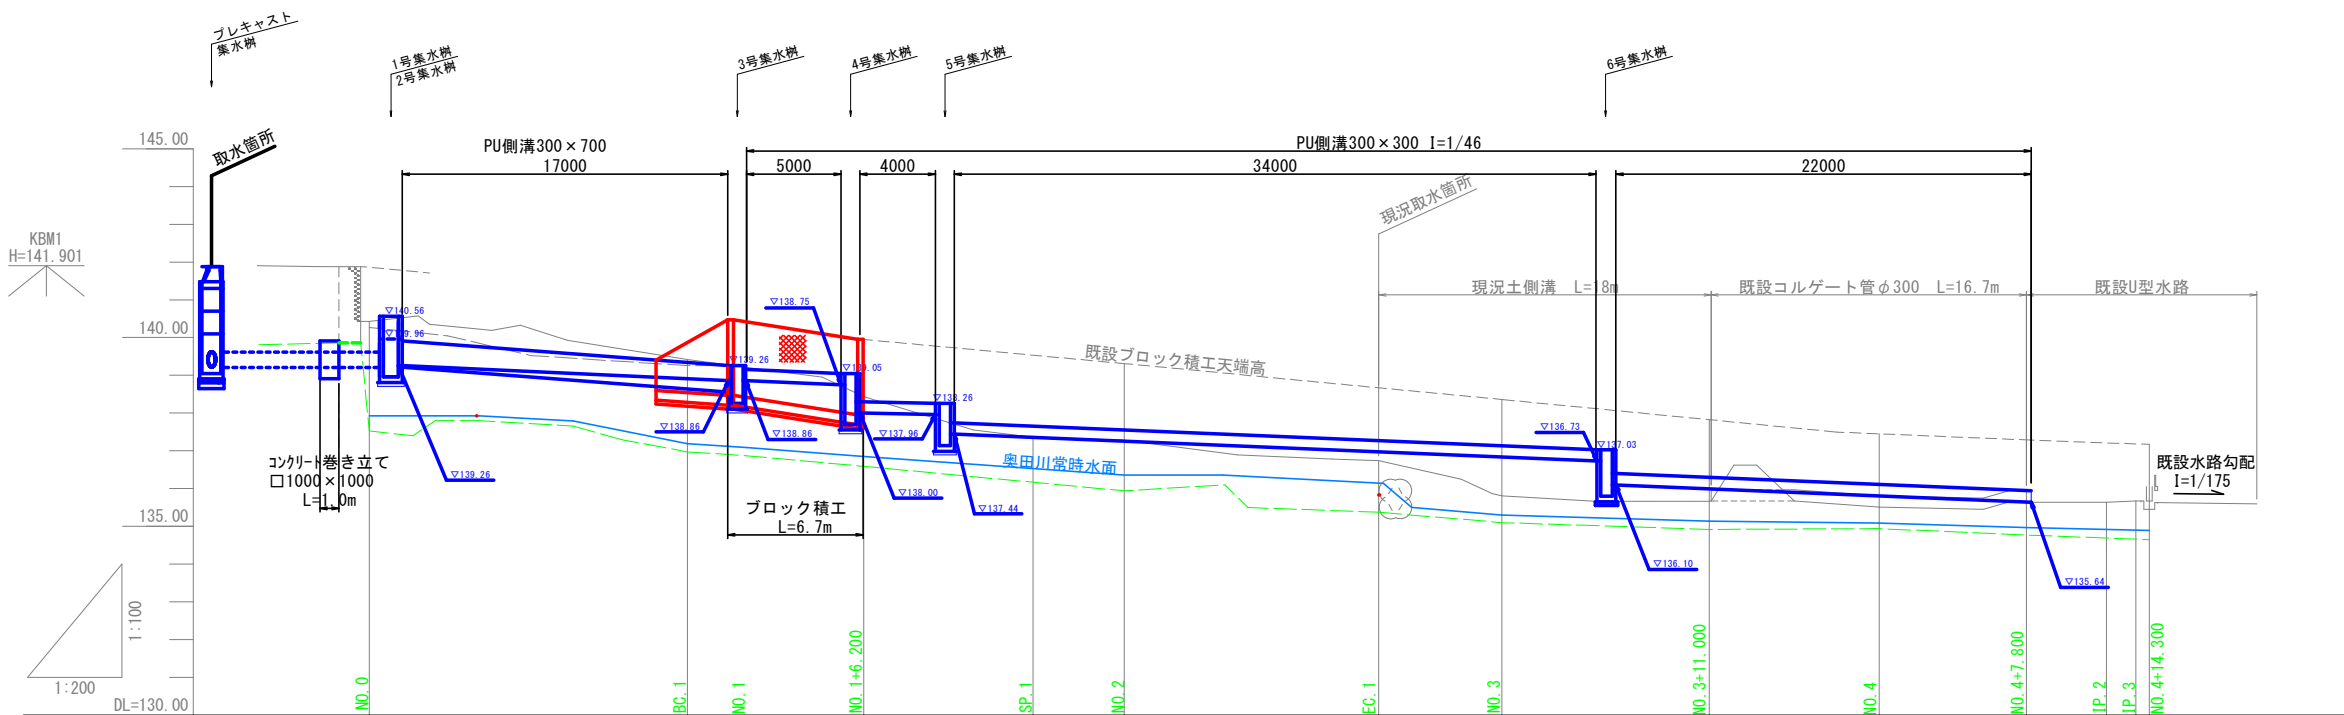 プレキャスト
集水桝
1号集水桝
2号集水桝
3号集水桝
4号集水桝
5号集水桝
6号集水桝
145.00
取水箇所
PU側溝300×700
17000
5000
4000
PU側溝300×300 I=1/46
34000
22000
現況取水箇所
KBM1
H=141.901
現況土側溝 L=18m
既設コルゲート管φ300 L=16.7m
既設U型水路
▽140.56
▽139.96
▽138.75
140.00
▽139.26
▽139.05
既設ブロック積工天端高
▽138.26
▽138.86
▽138.86
▽137.96
▽136.73
▽137.03
コンクリート巻き立て
□1000×1000
L=1.0m
▽139.26
奥田川常時水面
▽138.00
▽137.44
既設水路勾配
I=1/175
135.00
ブロック積工
L=6.7m
▽136.10
▽135.64
1:100
1:200
DL=130.00
NO.0
BC.1
NO.1
NO.1+6.200
SP.1
NO.2
EC.1
NO.3
NO.3+11.000
NO.4
NO.4+7.800
IP.2
IP.3
NO.4+14.300